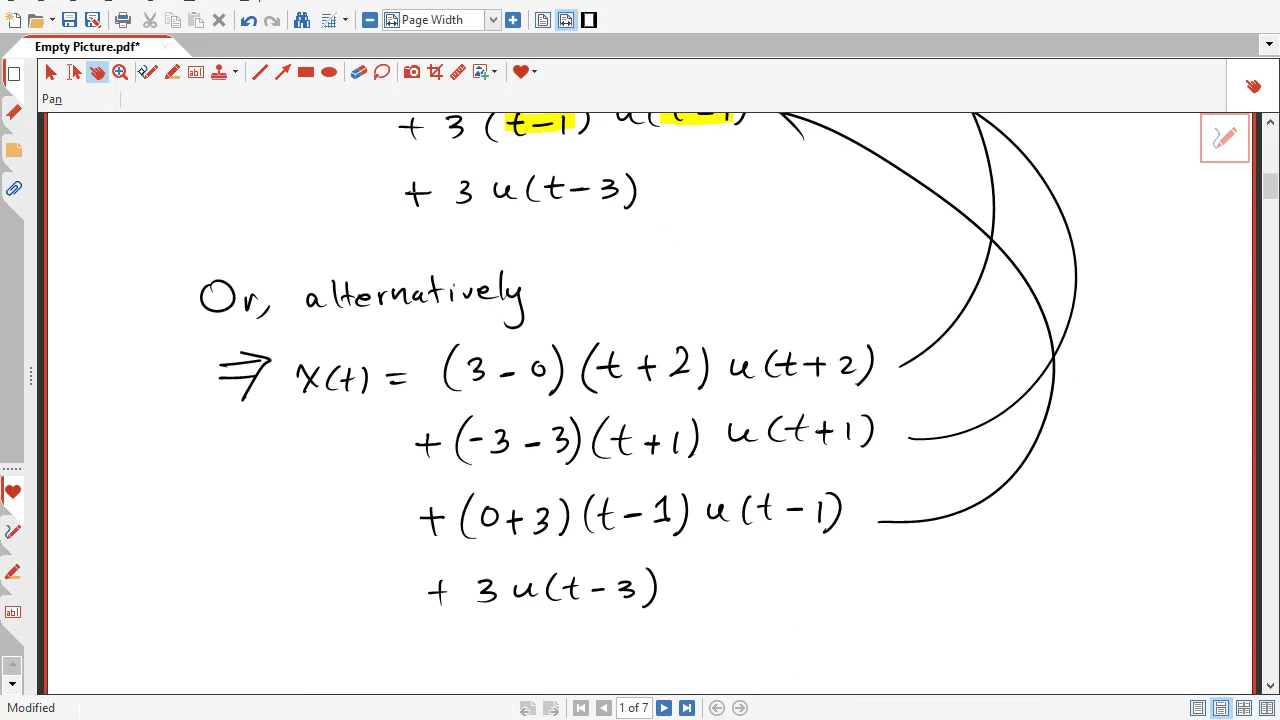 Page Width
Empty Picture.pdf*
Pan
+ 3 (t-1) u(t-1)
+ 3 u(t-3)
Or, alternatively
⇒ x(t) = (3-0)(t+2) u(t+2)
+(-3-3)(t+1) u(t+1)
+(0+3)(t-1) u(t-1)
+ 3 u(t-3)
Modified
1 of 7